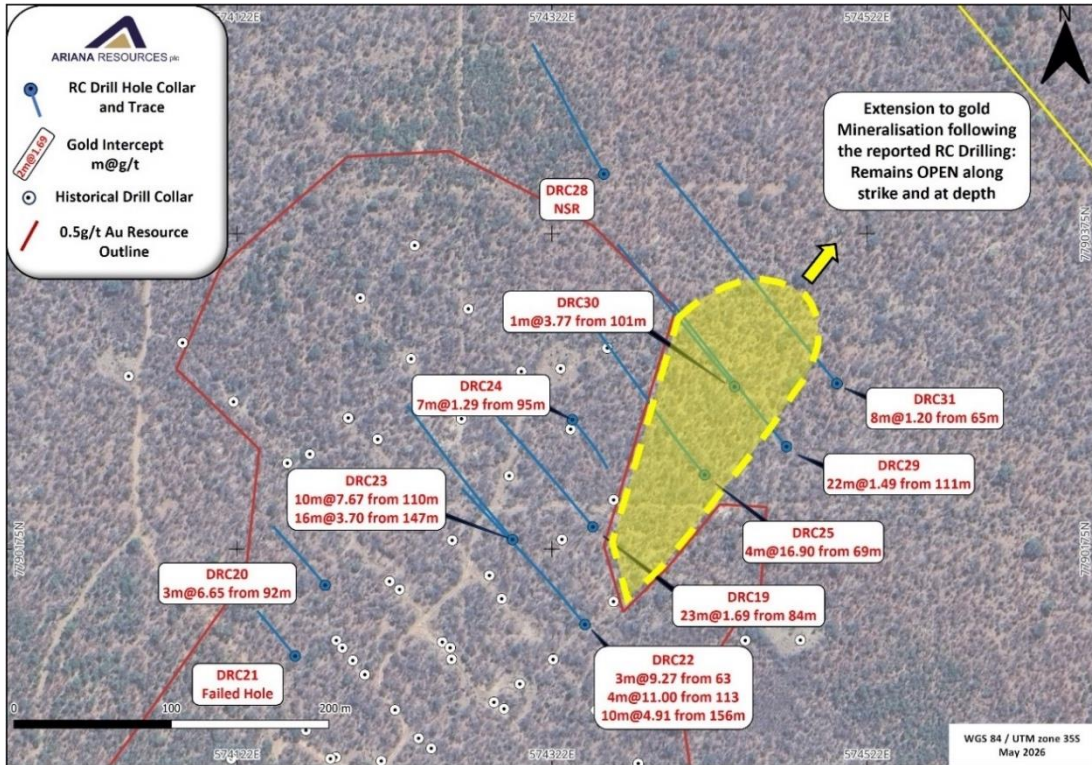 574122E
574322E
574522E
N
ARIANA RESOURCES plc
RC Drill Hole Collar
and Trace
2m@1.69
Gold Intercept
m@g/t
Historical Drill Collar
0.5g/t Au Resource
Outline
Extension to gold
Mineralisation following
the reported RC Drilling:
Remains OPEN along
strike and at depth
DRC28
NSR
7790375N
DRC30
1m@3.77 from 101m
DRC24
7m@1.29 from 95m
DRC31
8m@1.20 from 65m
DRC23
10m@7.67 from 110m
16m@3.70 from 147m
DRC29
22m@1.49 from 111m
DRC25
4m@16.90 from 69m
7790175N
7790175N
DRC20
3m@6.65 from 92m
DRC19
23m@1.69 from 84m
DRC21
Failed Hole
DRC22
3m@9.27 from 63
4m@11.00 from 113
10m@4.91 from 156m
0
100
200 m
574122E
574322E
574522E
WGS 84 / UTM zone 35S
May 2026